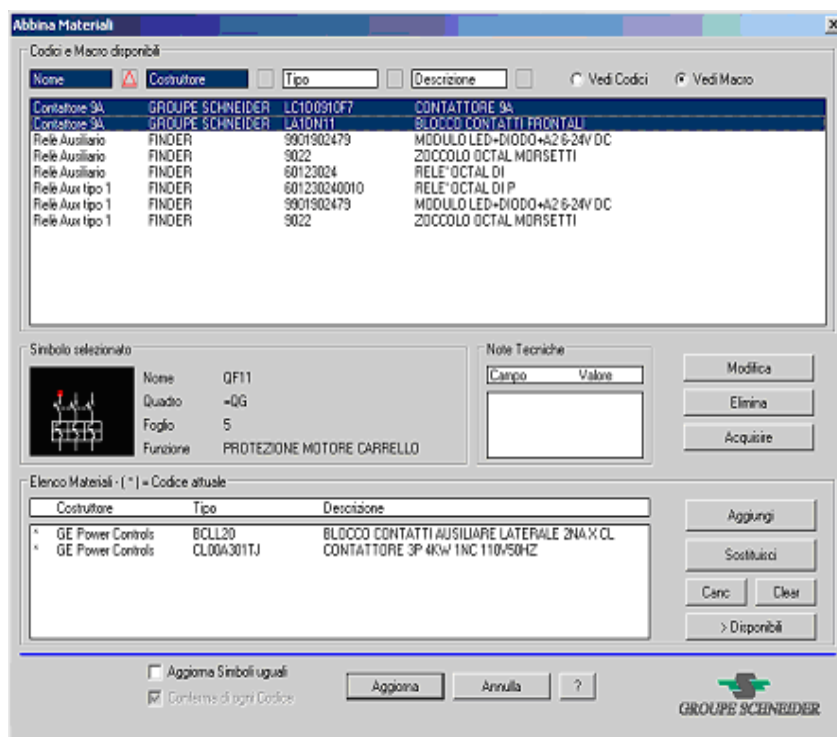 Abbina Materiali
Codici e Macro disponibili
Nome Costruttore Tipo Descrizione Vedi Codici Vedi Macro
Contattore 9A GROUPE SCHNEIDER LC1D0910F7 CONTATTORE 9A
Contattore 9A GROUPE SCHNEIDER LA1DN11 BLOCCO CONTATTI FRONTALI
Relè Ausiliario FINDER 9901902479 MODULO LED+DIODO+A2 6-24V DC
Relè Ausiliario FINDER 9022 ZOCCOLO OCTAL MORSETTI
Relè Ausiliario FINDER 60123024 RELE' OCTAL DI
Relè Aux tipo 1 FINDER 601230240010 RELE' OCTAL DI P
Relè Aux tipo 1 FINDER 9901902479 MODULO LED+DIODO+A2 6-24V DC
Relè Aux tipo 1 FINDER 9022 ZOCCOLO OCTAL MORSETTI
Simbolo selezionato
Nome QF11
Quadro =QG
Foglio 5
Funzione PROTEZIONE MOTORE CARRELLO
Note Tecniche
Campo Valore
Modifica
Elimina
Acquisire
Elenco Materiali - ( * ) = Codice attuale
Costruttore Tipo Descrizione
* GE Power Controls BCLL20 BLOCCO CONTATTI AUSILIARE LATERALE 2NA X CL
* GE Power Controls CL00A301TJ CONTATTORE 3P 4KW 1NC 110V50HZ
Aggiungi
Sostituisci
Canc Clear
> Disponibili
Aggiorna Simboli uguali
Conferma di ogni Codice
Aggiorna Annulla ?
GROUPE SCHNEIDER